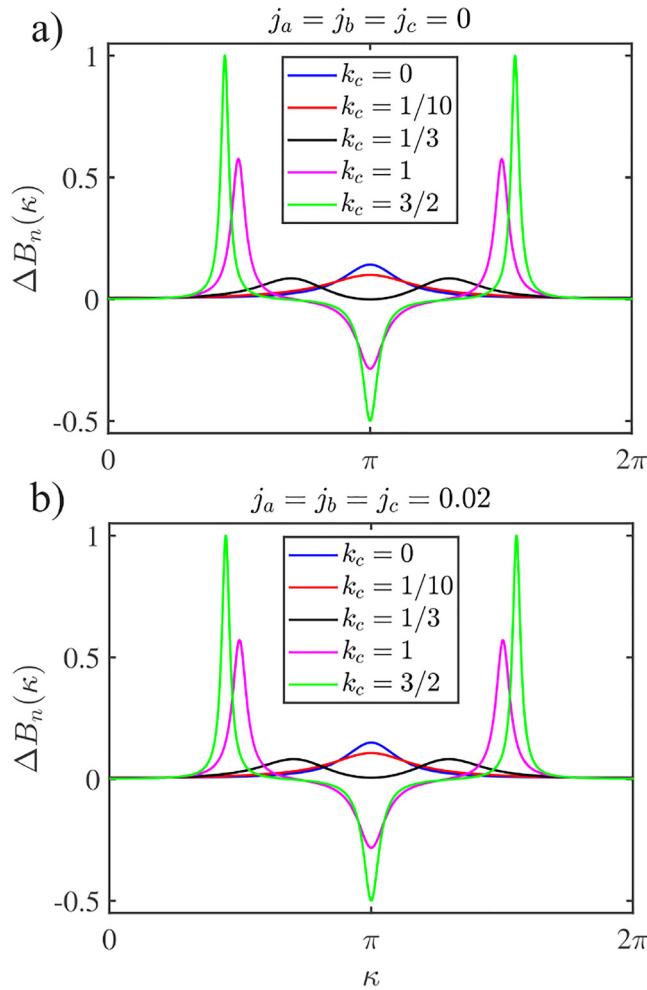 a)
j_a = j_b = j_c = 0
k_c = 0
k_c = 1/10
k_c = 1/3
k_c = 1
k_c = 3/2
ΔB_n(κ)
1
0.5
0
-0.5
0 π 2π
b)
j_a = j_b = j_c = 0.02
k_c = 0
k_c = 1/10
k_c = 1/3
k_c = 1
k_c = 3/2
ΔB_n(κ)
1
0.5
0
-0.5
0 π 2π
κ